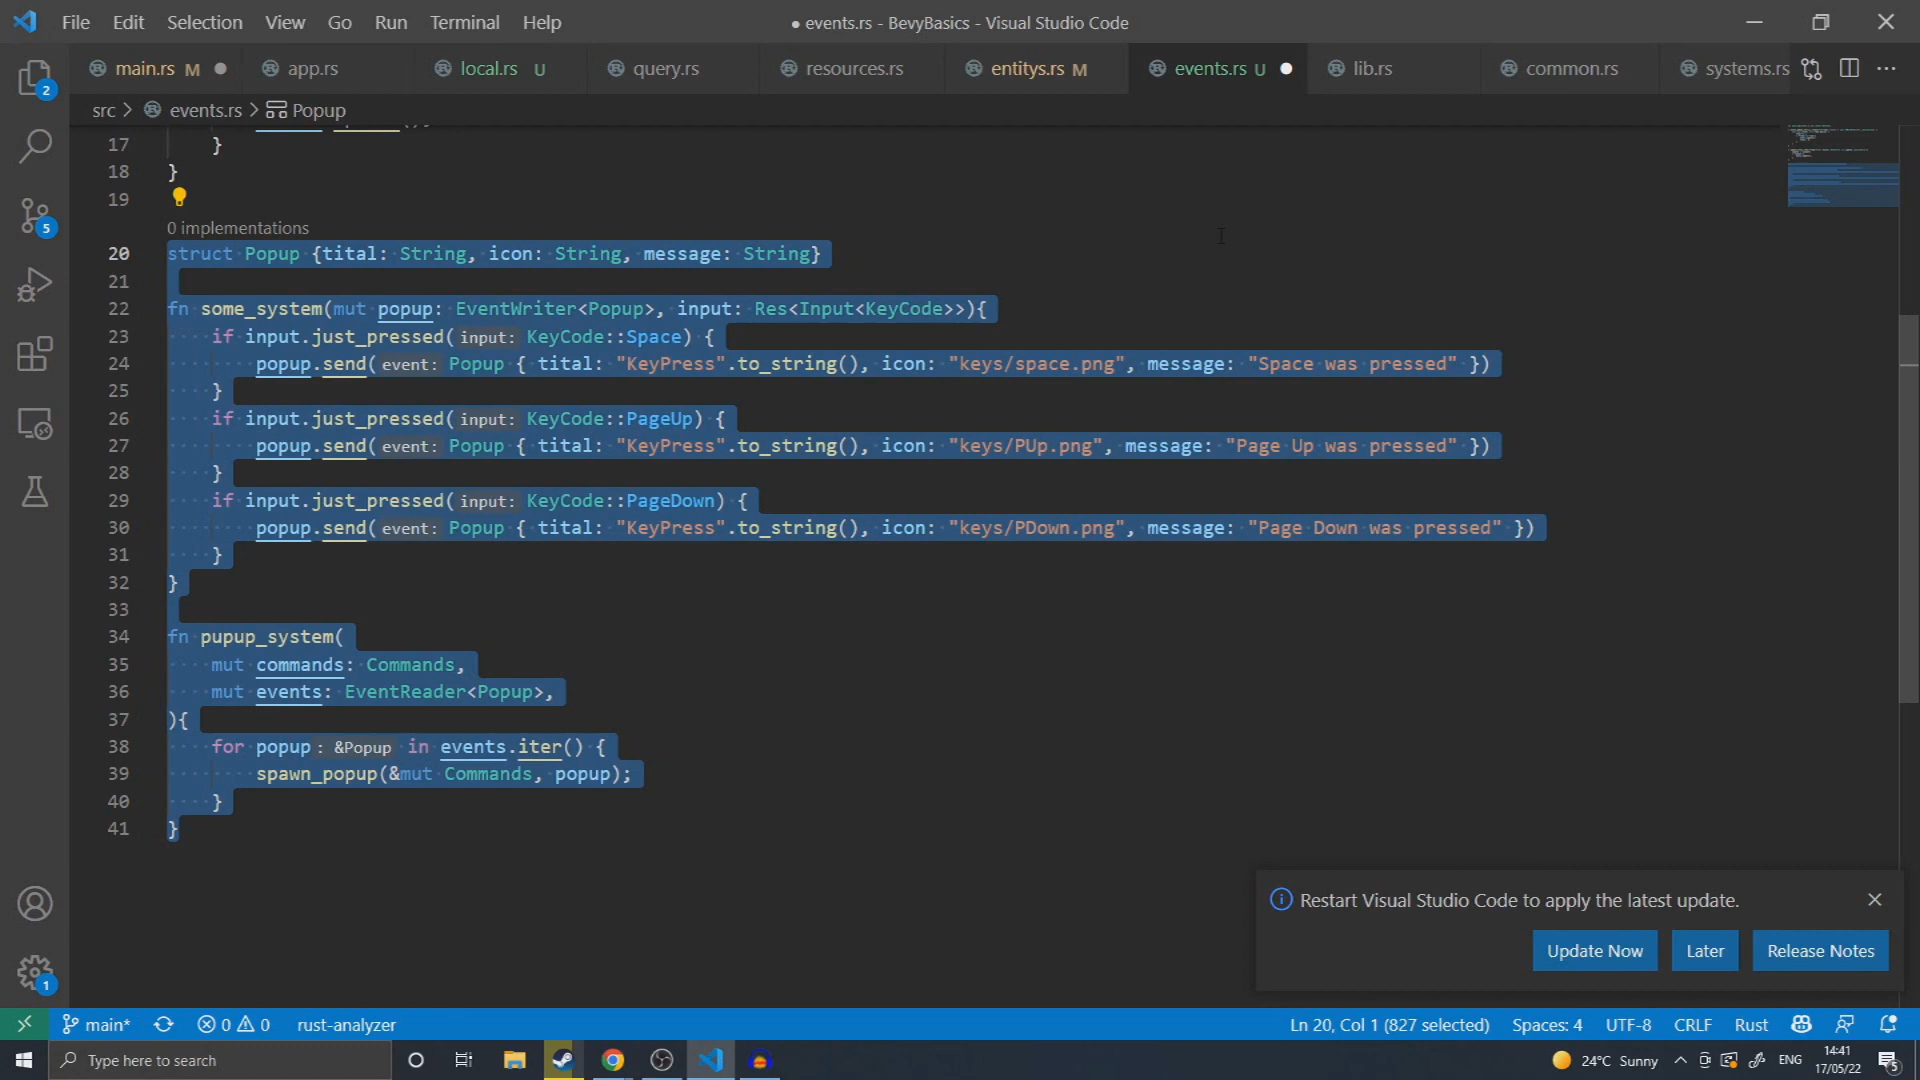 File Edit Selection View Go Run Terminal Help
● events.rs - BevyBasics - Visual Studio Code
main.rs M ● app.rs local.rs U query.rs resources.rs entitys.rs M events.rs U ● lib.rs common.rs systems.rs
2
src > events.rs > Popup
17 }
18 }
19
0 implementations
20 struct Popup {tital: String, icon: String, message: String}
21
5
22 fn some_system(mut popup: EventWriter<Popup>, input: Res<Input<KeyCode>>){
23 if input.just_pressed(input: KeyCode::Space) {
24 popup.send(event: Popup { tital: "KeyPress".to_string(), icon: "keys/space.png", message: "Space was pressed" })
25 }
26 if input.just_pressed(input: KeyCode::PageUp) {
27 popup.send(event: Popup { tital: "KeyPress".to_string(), icon: "keys/PUp.png", message: "Page Up was pressed" })
28 }
29 if input.just_pressed(input: KeyCode::PageDown) {
30 popup.send(event: Popup { tital: "KeyPress".to_string(), icon: "keys/PDown.png", message: "Page Down was pressed" })
31 }
32 }
33
34 fn pupup_system(
35 mut commands: Commands,
36 mut events: EventReader<Popup>,
37 ){
38 for popup: &Popup in events.iter() {
39 spawn_popup(&mut Commands, popup);
40 }
41 }
Restart Visual Studio Code to apply the latest update.
Update Now Later Release Notes
1
main* 0 0 rust-analyzer
Ln 20, Col 1 (827 selected) Spaces: 4 UTF-8 CRLF Rust
Type here to search
24°C Sunny ENG 14:41
17/05/22 5